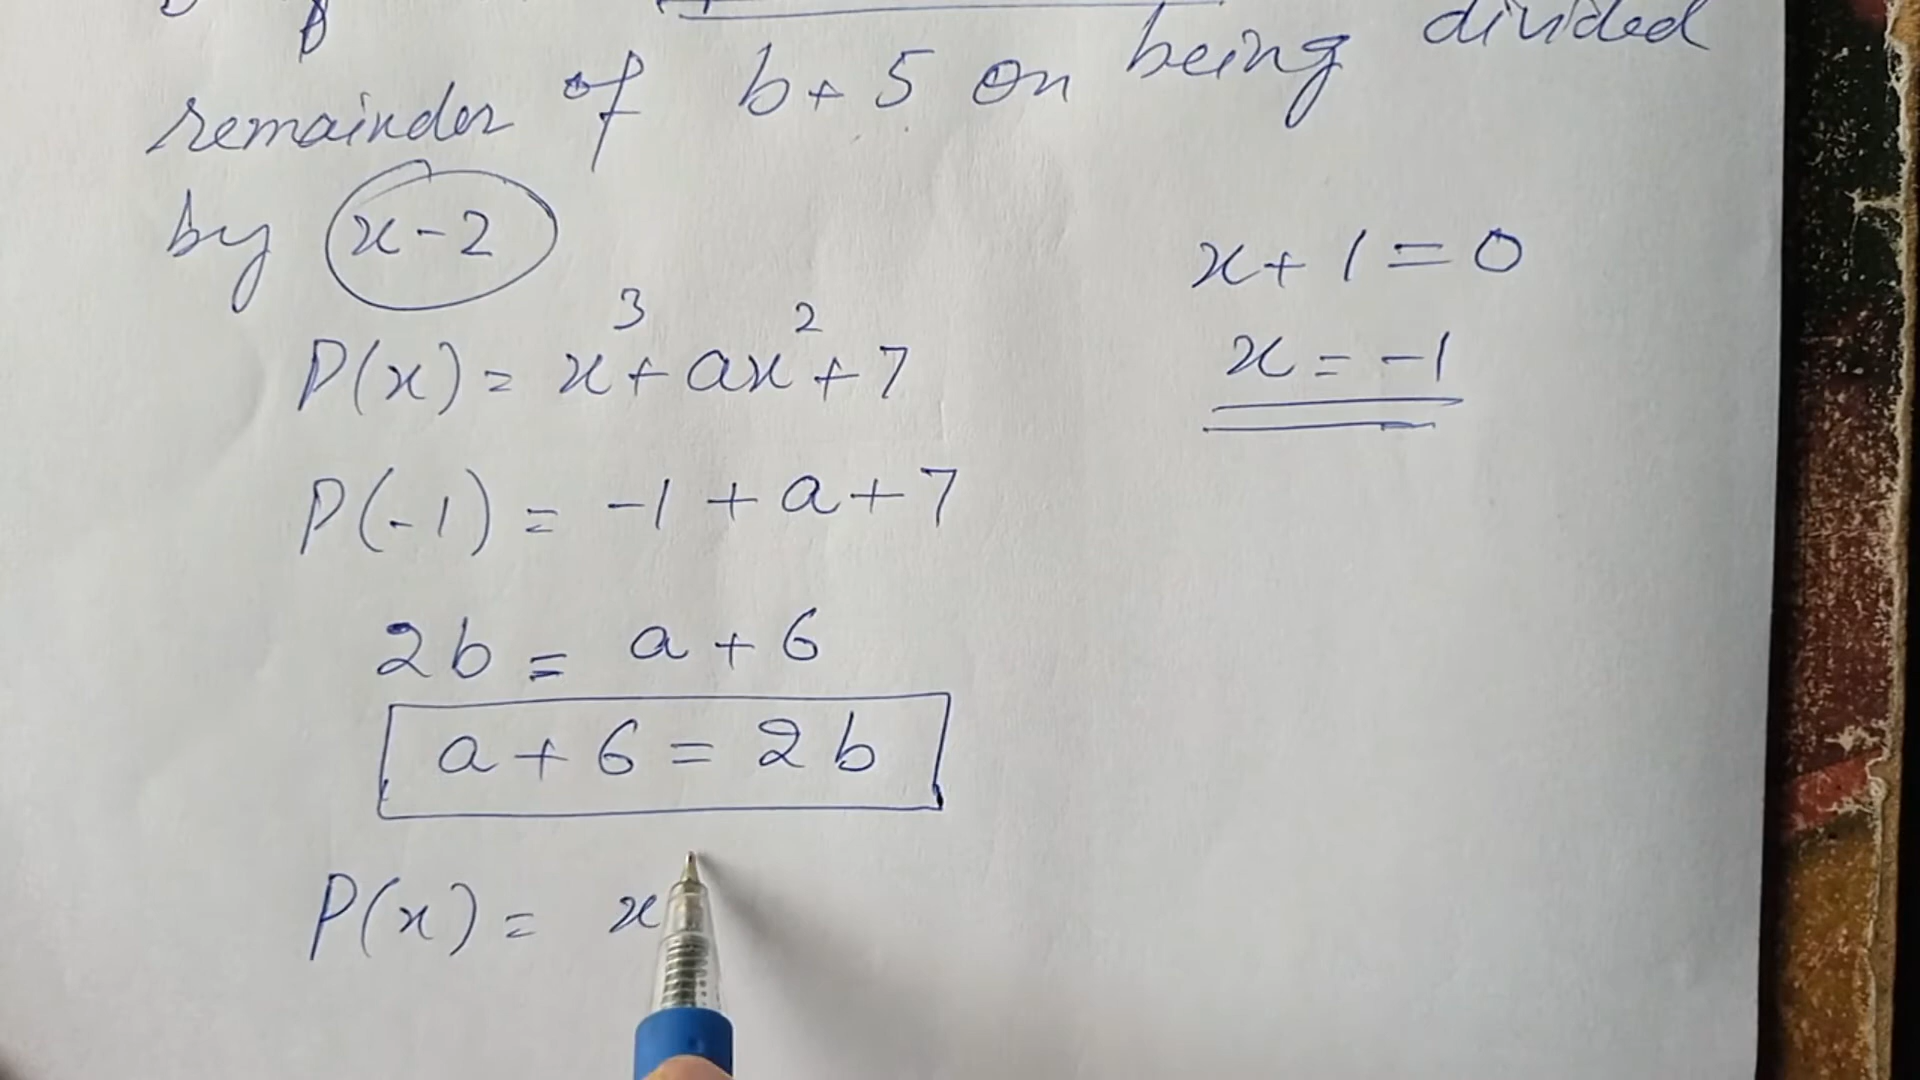 divided
remainder of b+5 on being
by x-2
x+1=0
P(x) = x³+ax²+7
x = -1
P(-1) = -1+a+7
2b = a+6
a+6=2b
P(x) = x